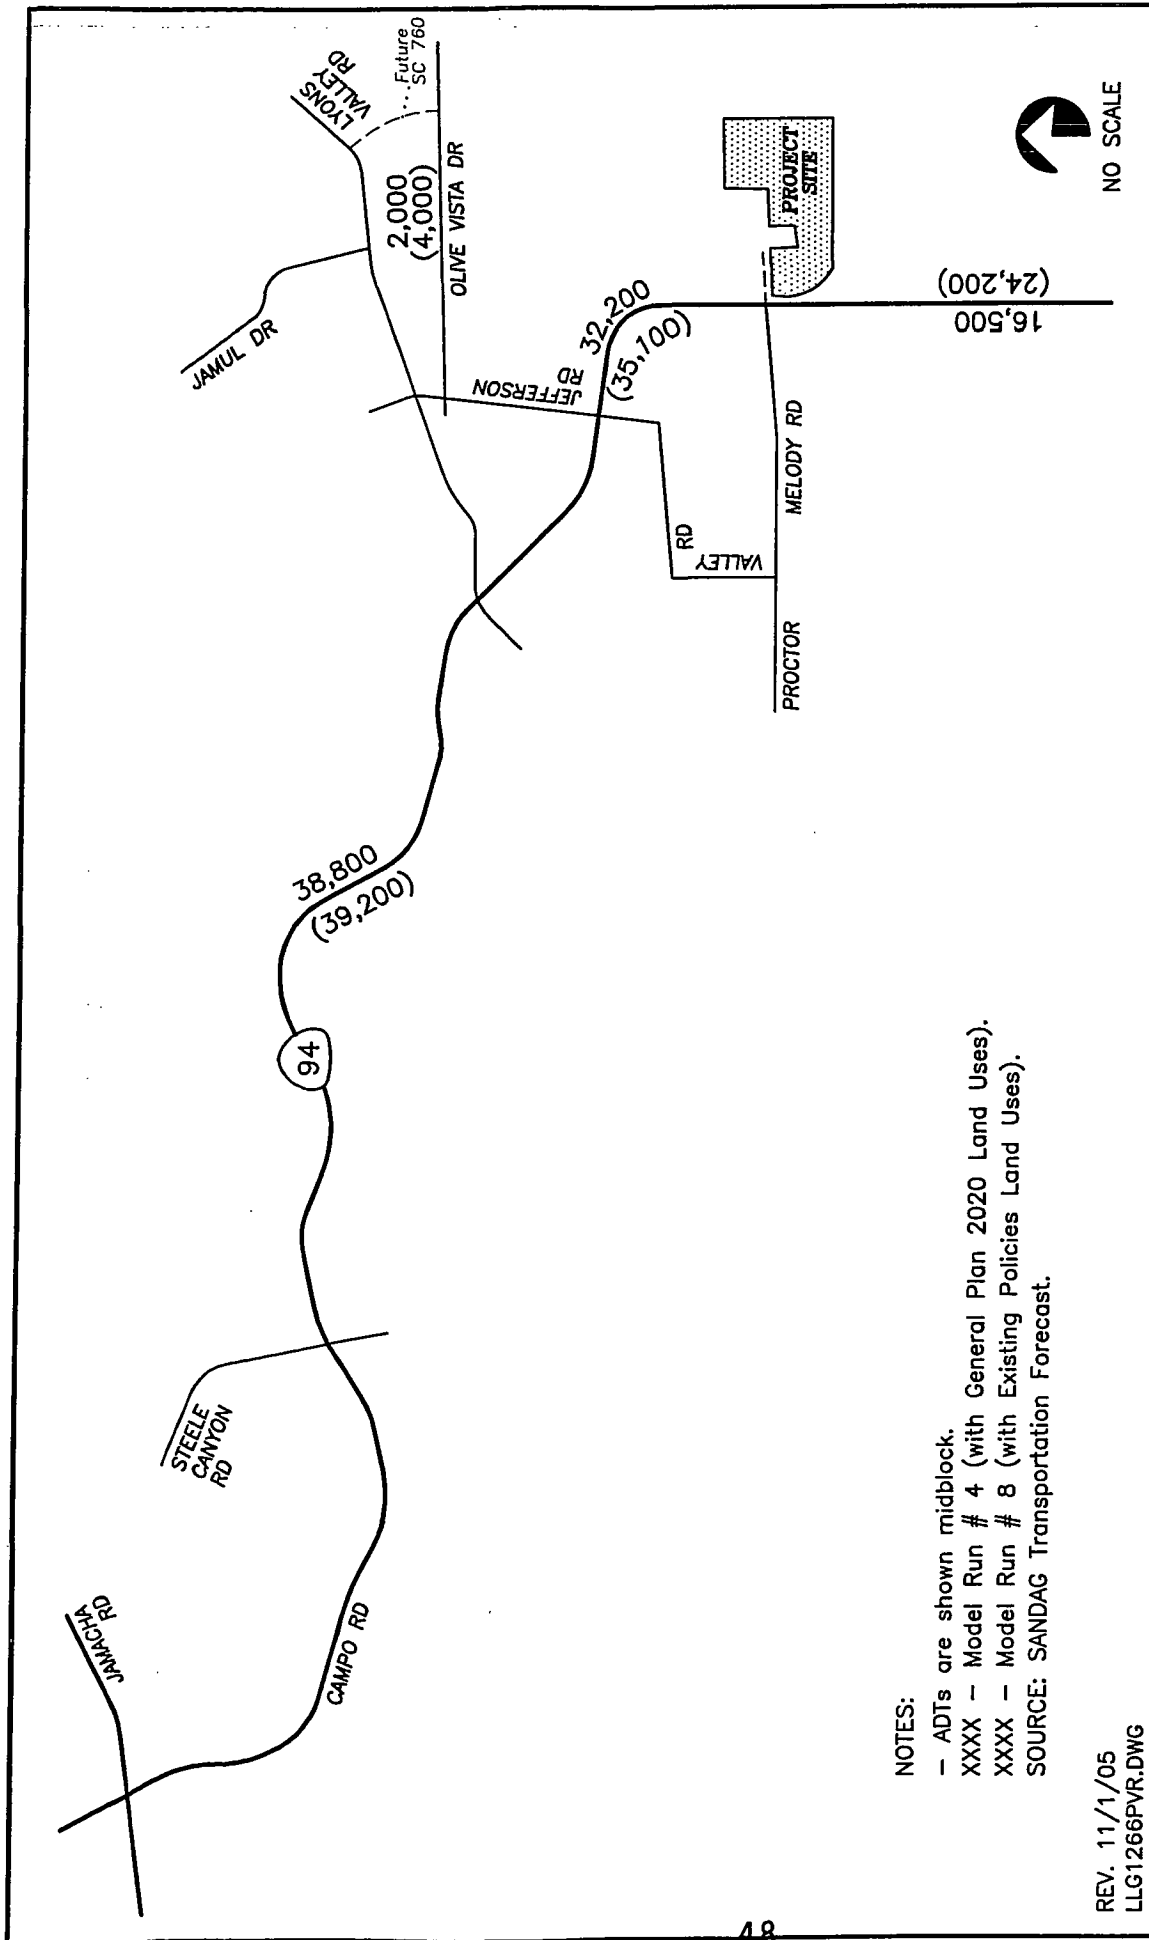 JAMACHA
RD
CAMPO RD
STEELE
CANYON
RD
94
38,800
(39,200)
JAMUL DR
LYONS
VALLEY
RD
Future
SC 760
2,000
(4,000)
OLIVE VISTA DR
JEFFERSON
RD
32,200
(35,100)
PROCTOR
VALLEY
RD
MELODY RD
PROJECT
SITE
16,500
(24,200)
NO SCALE
NOTES:
- ADTs are shown midblock.
XXXX - Model Run # 4 (with General Plan 2020 Land Uses).
XXXX - Model Run # 8 (with Existing Policies Land Uses).
SOURCE: SANDAG Transportation Forecast.
REV. 11/1/05
LLG1266PVR.DWG
48